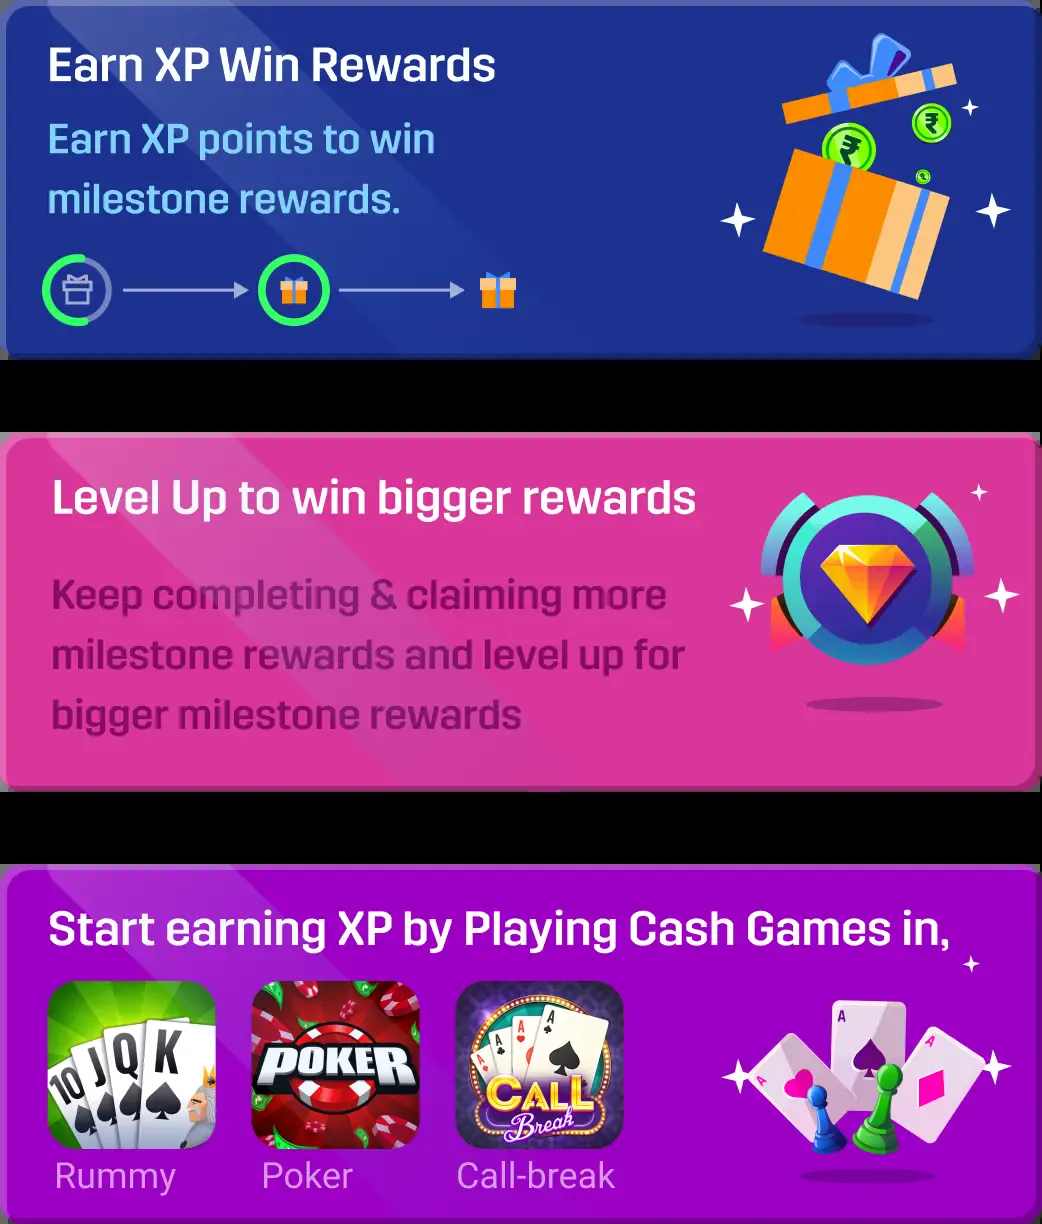 Earn XP Win Rewards
Earn XP points to win
milestone rewards.
₹
₹
Level Up to win bigger rewards
Keep completing & claiming more
milestone rewards and level up for
bigger milestone rewards
Start earning XP by Playing Cash Games in,
10 J Q K
POKER
A A A
CALL
Break
A A A
Rummy Poker Call-break